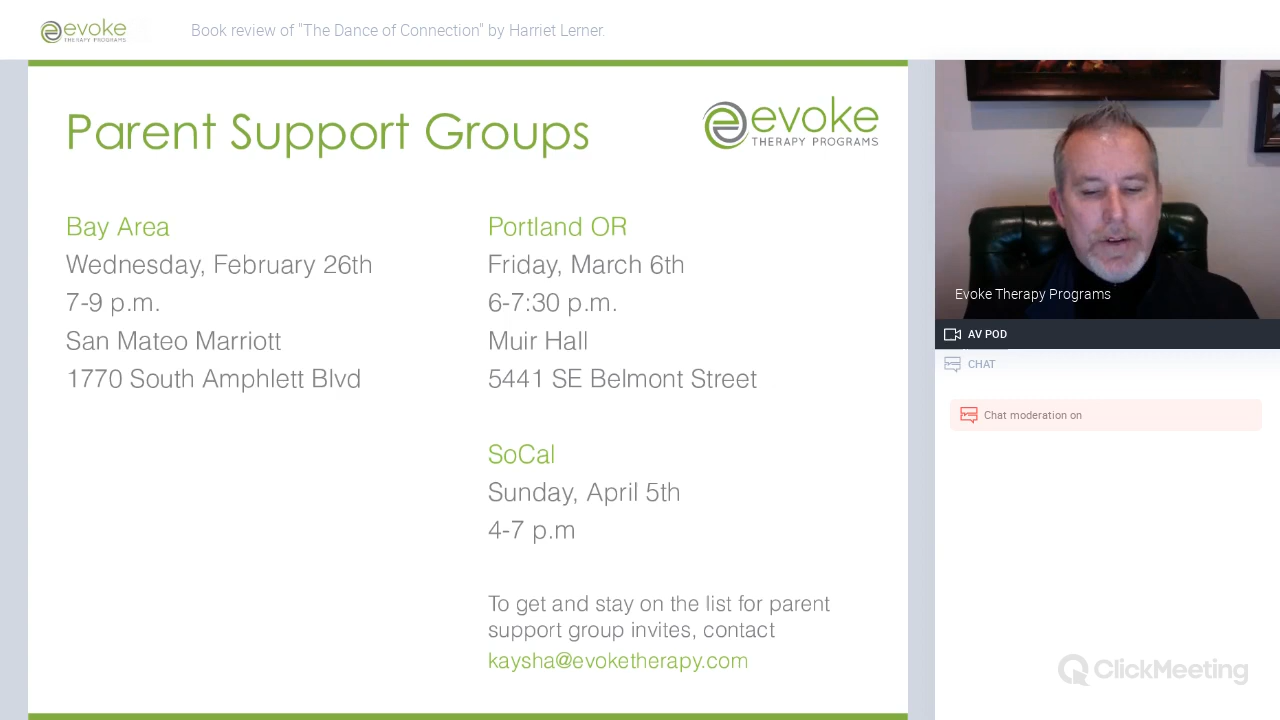 evoke
THERAPY PROGRAMS
Book review of "The Dance of Connection" by Harriet Lerner.
Parent Support Groups
evoke
THERAPY PROGRAMS
Bay Area
Wednesday, February 26th
7-9 p.m.
San Mateo Marriott
1770 South Amphlett Blvd
Portland OR
Friday, March 6th
6-7:30 p.m.
Muir Hall
5441 SE Belmont Street
SoCal
Sunday, April 5th
4-7 p.m
To get and stay on the list for parent
support group invites, contact
kaysha@evoketherapy.com
Evoke Therapy Programs
AV POD
CHAT
Chat moderation on
ClickMeeting